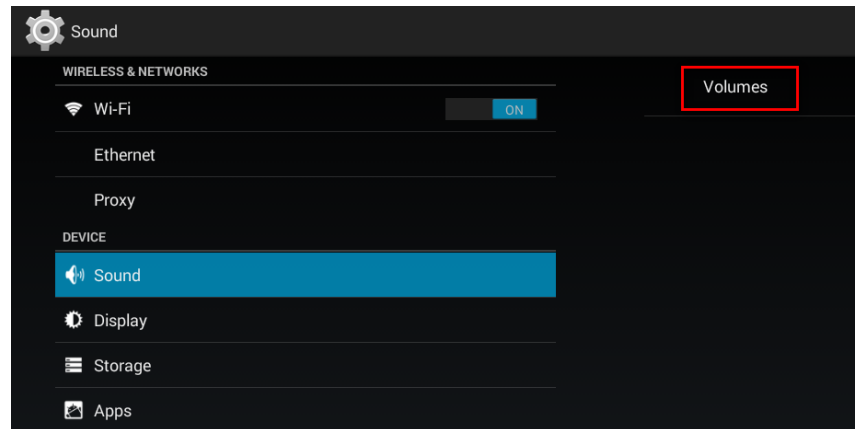 Sound
WIRELESS & NETWORKS
Wi-Fi
ON
Ethernet
Proxy
DEVICE
Sound
Display
Storage
Apps
Volumes